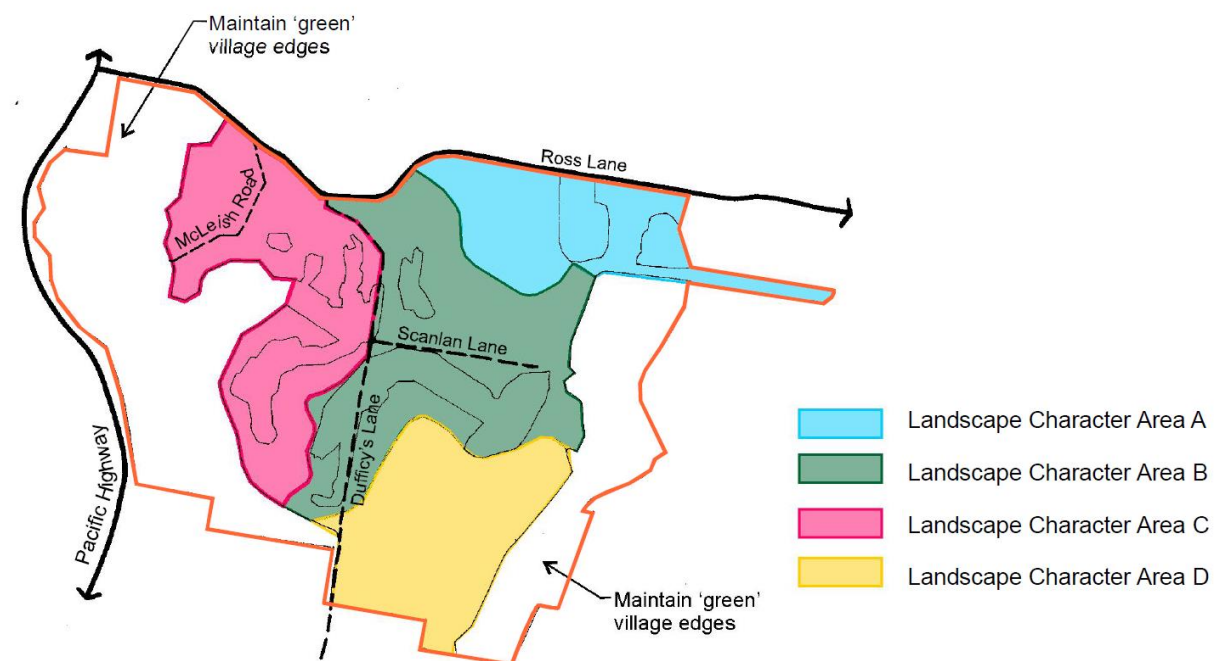 Maintain ‘green’
village edges
Ross Lane
McLeish Road
Scanlan Lane
Dufficy's Lane
Pacific Highway
Landscape Character Area A
Landscape Character Area B
Landscape Character Area C
Landscape Character Area D
Maintain ‘green’
village edges